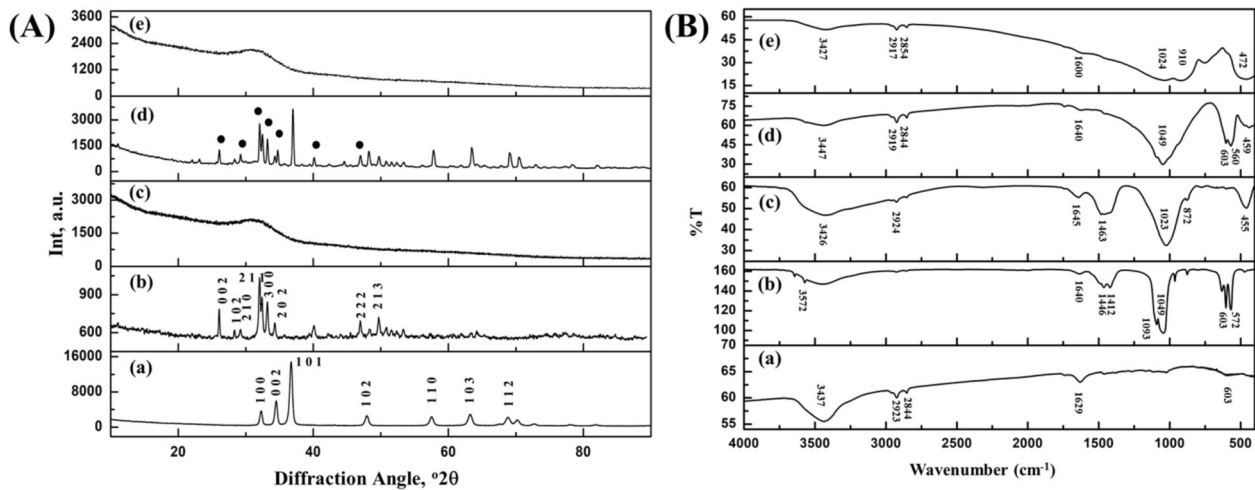 (A)
Int, a.u.
3600
2400
1200
0
(e)
3000
1500
0
(d)
3000
2000
1000
0
(c)
900
600
(b)
0 0 2
1 0 2
2 1 0
2 1 1
3 0 0
2 0 2
2 2 2
2 1 3
16000
8000
0
(a)
1 0 0
0 0 2
1 0 1
1 0 2
1 1 0
1 0 3
1 1 2
20 40 60 80
Diffraction Angle, °2θ
(B)
%T
60
45
30
15
(e)
3427
2917
2854
1600
1024
910
472
75
60
45
30
(d)
3447
2919
2844
1640
1049
603
560
459
60
50
40
30
(c)
3426
2924
1645
1463
1023
872
455
160
130
100
70
(b)
3572
1640
1446
1412
1093
1049
603
572
65
60
55
(a)
3437
2923
2844
1629
603
4000 3500 3000 2500 2000 1500 1000 500
Wavenumber (cm-1)